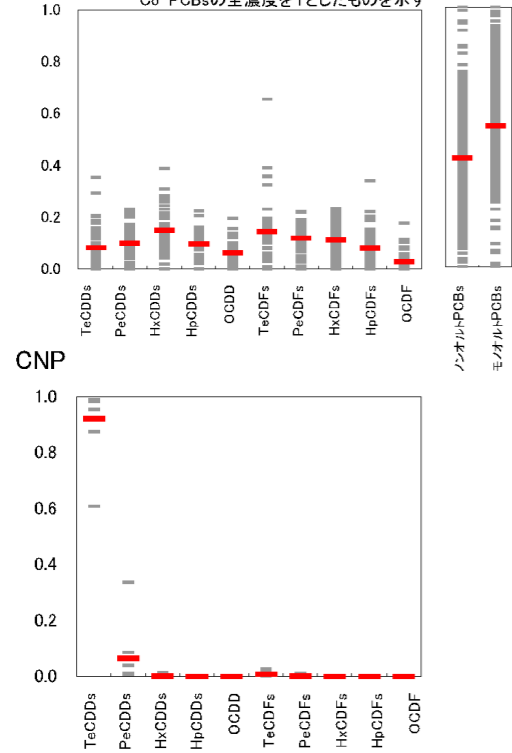 Co-PCBsの全濃度を1としたものを示す
1.0
0.8
0.6
0.4
0.2
0.0
TeCDDs
PeCDDs
HxCDDs
HpCDDs
OCDD
TeCDFs
PeCDFs
HxCDFs
HpCDFs
OCDF
ノンオルトPCBs
モノオルトPCBs
CNP
1.0
0.8
0.6
0.4
0.2
0.0
TeCDDs
PeCDDs
HxCDDs
HpCDDs
OCDD
TeCDFs
PeCDFs
HxCDFs
HpCDFs
OCDF